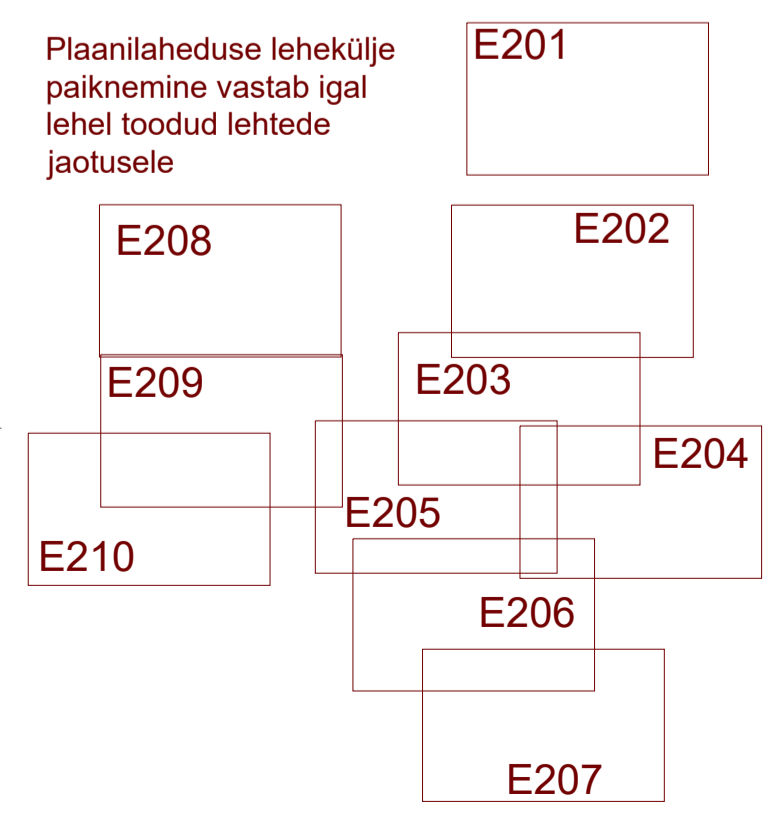 Plaanilaheduse lehekülje
paiknemine vastab igal
lehel toodud lehtede
jaotusele
E201
E208
E202
E209
E203
E204
E205
E210
E206
E207